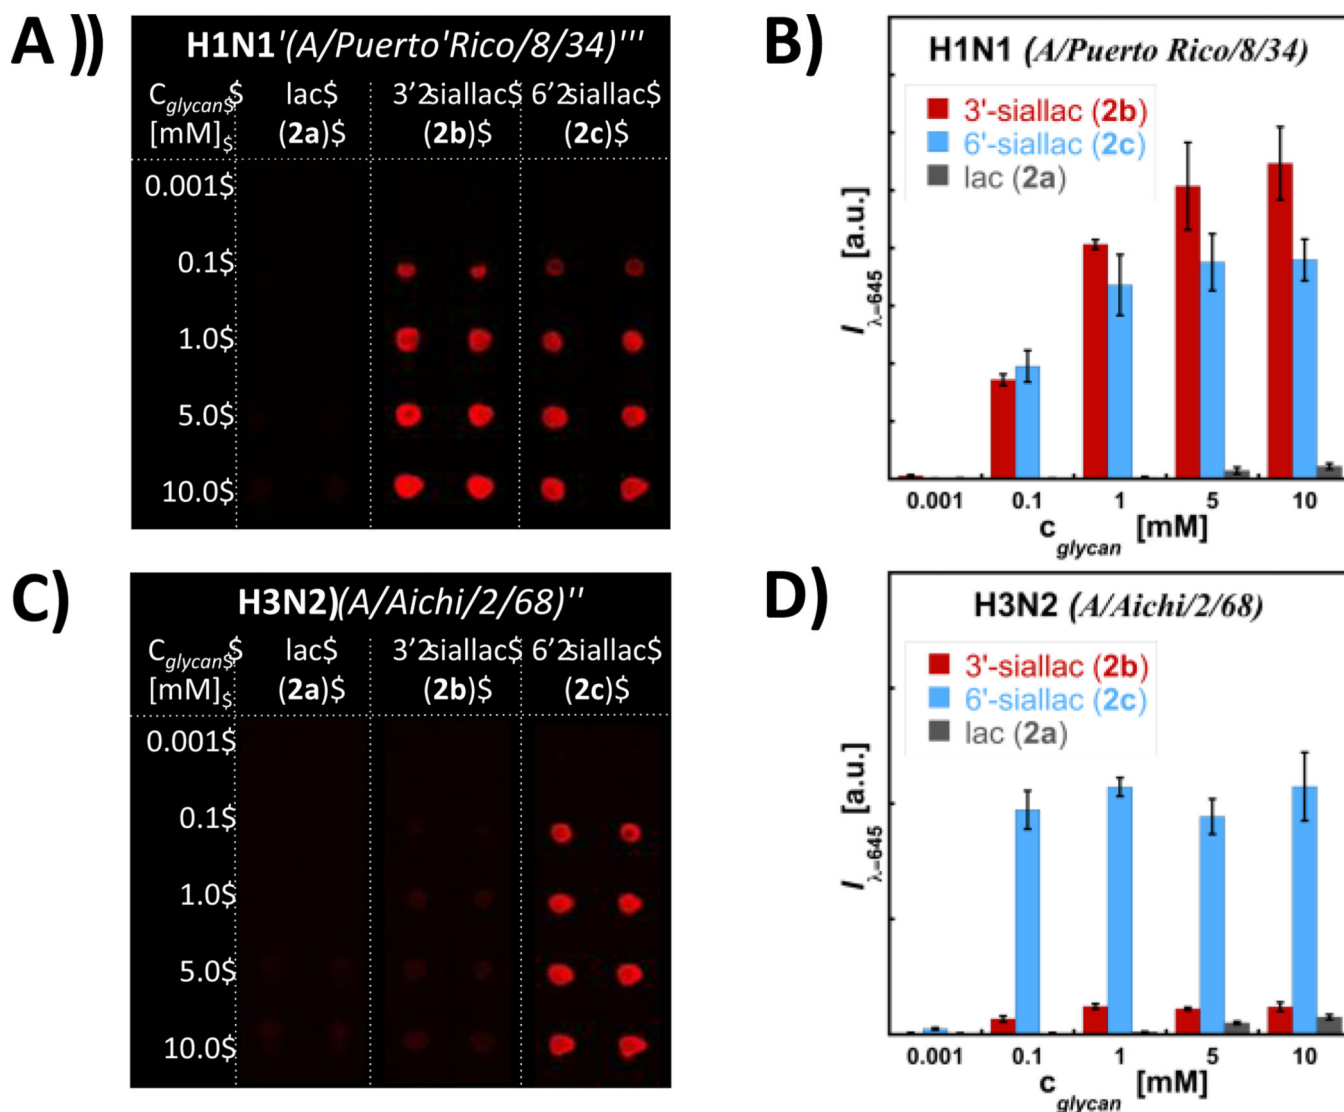 A ))
H1N1'(A/Puerto'Rico/8/34)'''
C_glycan$ $ lac$ 3'2siallac$ 6'2siallac$
[mM]$ (2a)$ (2b)$ (2c)$
0.001$
0.1$
1.0$
5.0$
10.0$
B)
H1N1 (A/Puerto Rico/8/34)
3'-siallac (2b)
6'-siallac (2c)
lac (2a)
I λ=645 [a.u.]
0.001 0.1 1 5 10
c glycan [mM]
C)
H3N2)(A/Aichi/2/68)''
C_glycan$ $ lac$ 3'2siallac$ 6'2siallac$
[mM]$ (2a)$ (2b)$ (2c)$
0.001$
0.1$
1.0$
5.0$
10.0$
D)
H3N2 (A/Aichi/2/68)
3'-siallac (2b)
6'-siallac (2c)
lac (2a)
I λ=645 [a.u.]
0.001 0.1 1 5 10
c glycan [mM]